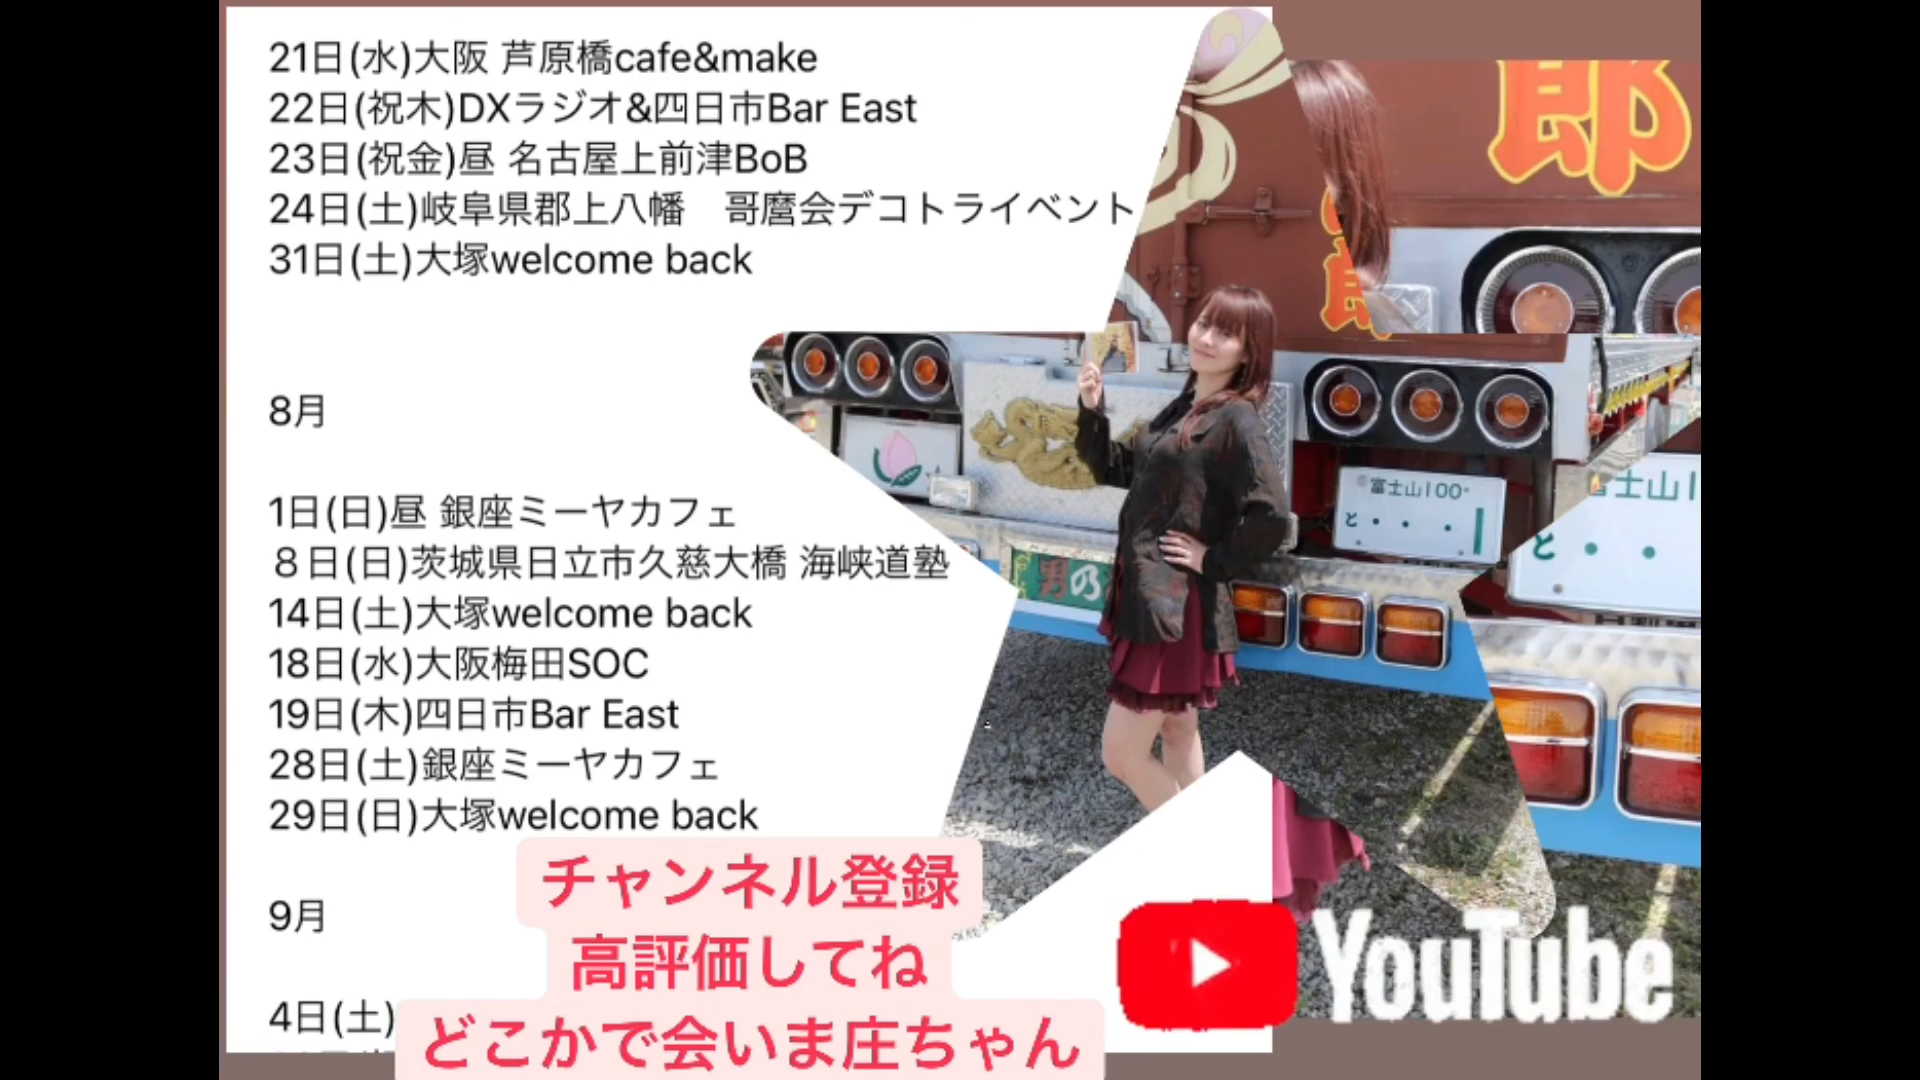 21日(水)大阪 芦原橋cafe&make
22日(祝木)DXラジオ&四日市Bar East
23日(祝金)昼 名古屋上前津BoB
24日(土)岐阜県郡上八幡　哥麿会デコトライベント
31日(土)大塚welcome back
8月
1日(日)昼 銀座ミーヤカフェ
８日(日)茨城県日立市久慈大橋 海峡道塾
14日(土)大塚welcome back
18日(水)大阪梅田SOC
19日(木)四日市Bar East
28日(土)銀座ミーヤカフェ
29日(日)大塚welcome back
9月
4日(土)
チャンネル登録
高評価してね
どこかで会いま庄ちゃん
郎
郎
富士山100
と・・・1
士山1
と・・
男乃
YouTube